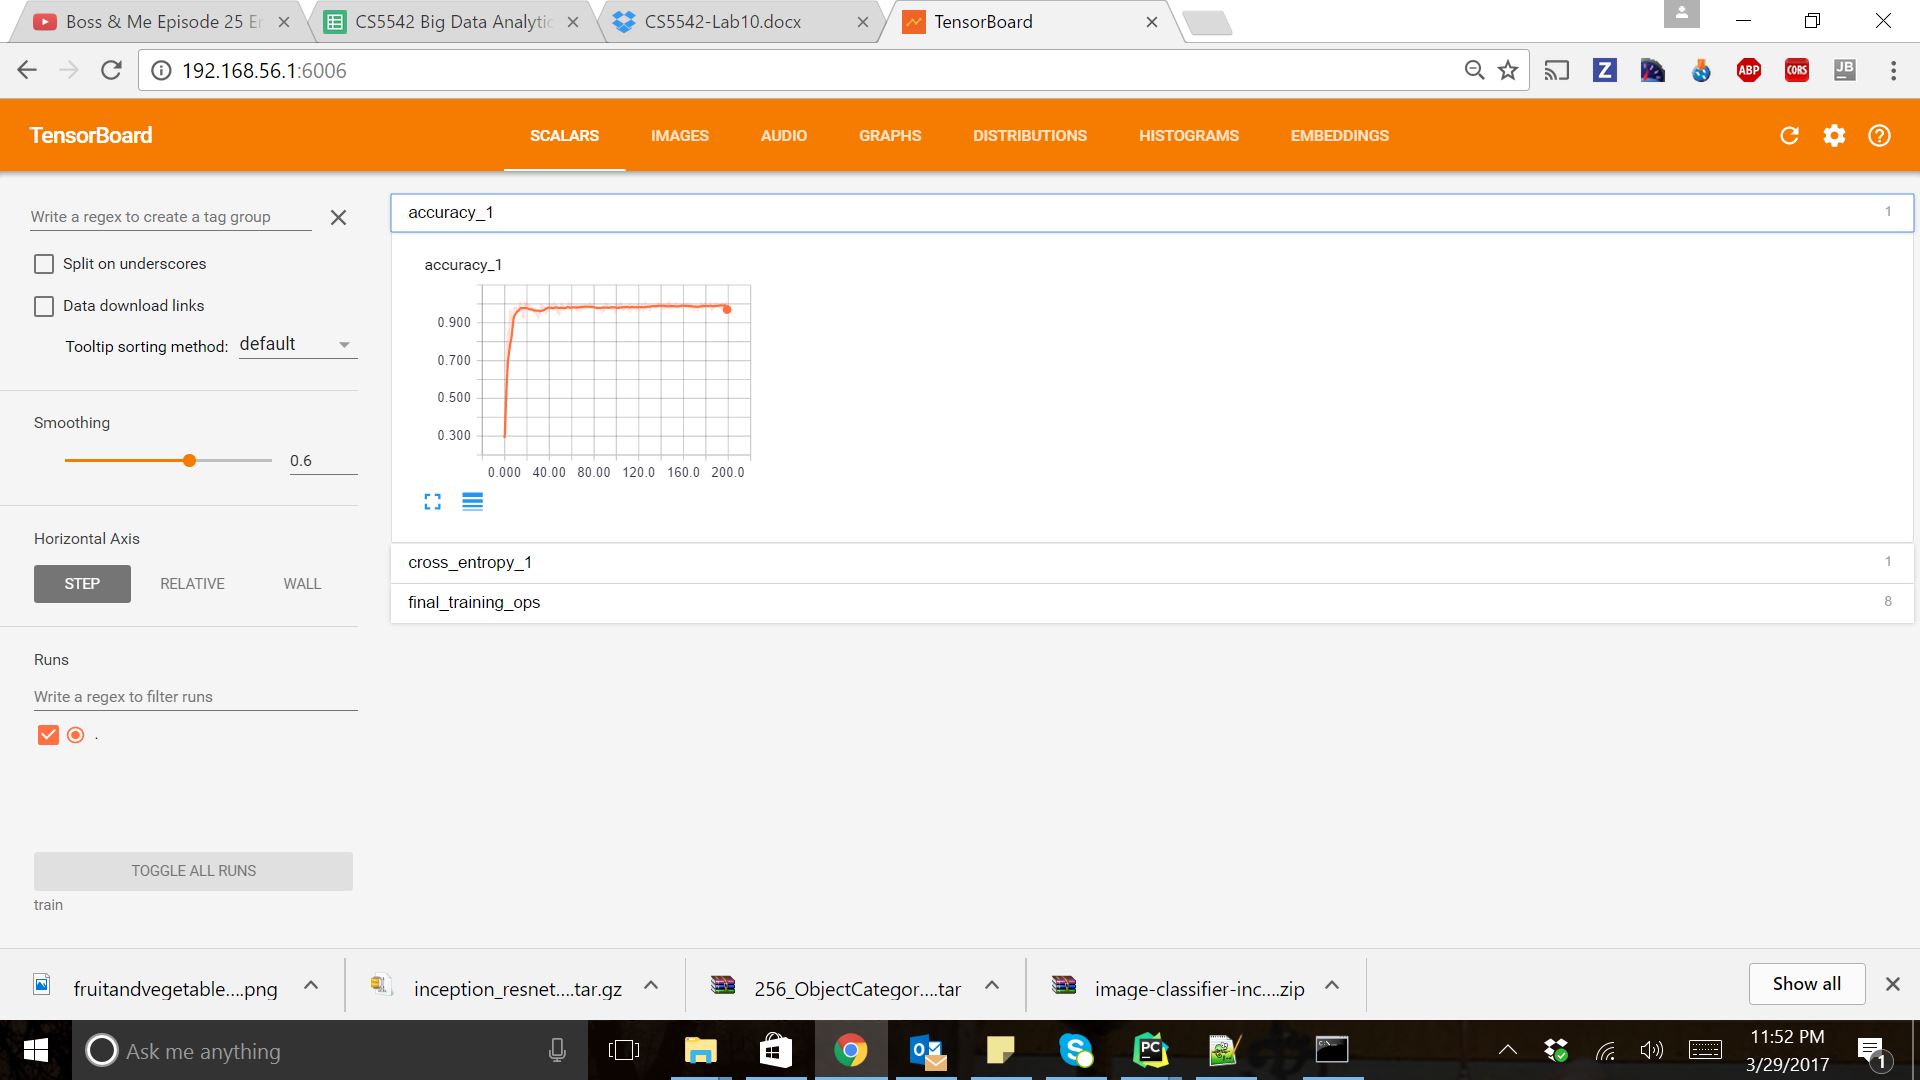 Boss & Me Episode 25 E
CS5542 Big Data Analytic
CS5542-Lab10.docx
TensorBoard
192.168.56.1:6006
Z
ABP
CORS
JB
TensorBoard
SCALARS
IMAGES
AUDIO
GRAPHS
DISTRIBUTIONS
HISTOGRAMS
EMBEDDINGS
Write a regex to create a tag group
Split on underscores
Data download links
Tooltip sorting method: default
Smoothing
0.6
Horizontal Axis
STEP
RELATIVE
WALL
Runs
Write a regex to filter runs
.
TOGGLE ALL RUNS
train
accuracy_1
1
accuracy_1
0.900
0.700
0.500
0.300
0.000 40.00 80.00 120.0 160.0 200.0
cross_entropy_1
1
final_training_ops
8
fruitandvegetable....png
inception_resnet....tar.gz
256_ObjectCategor....tar
image-classifier-inc....zip
Show all
Ask me anything
11:52 PM
3/29/2017
1